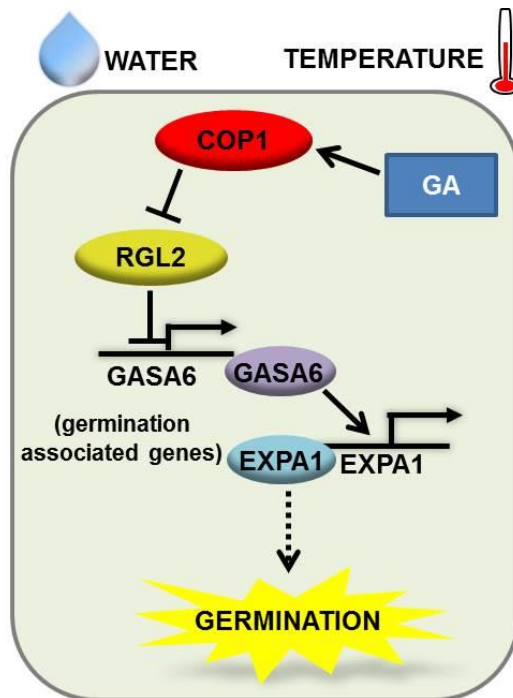 WATER
TEMPERATURE
COP1
GA
RGL2
GASA6
GASA6
(germination
associated genes)
EXPA1
EXPA1
GERMINATION